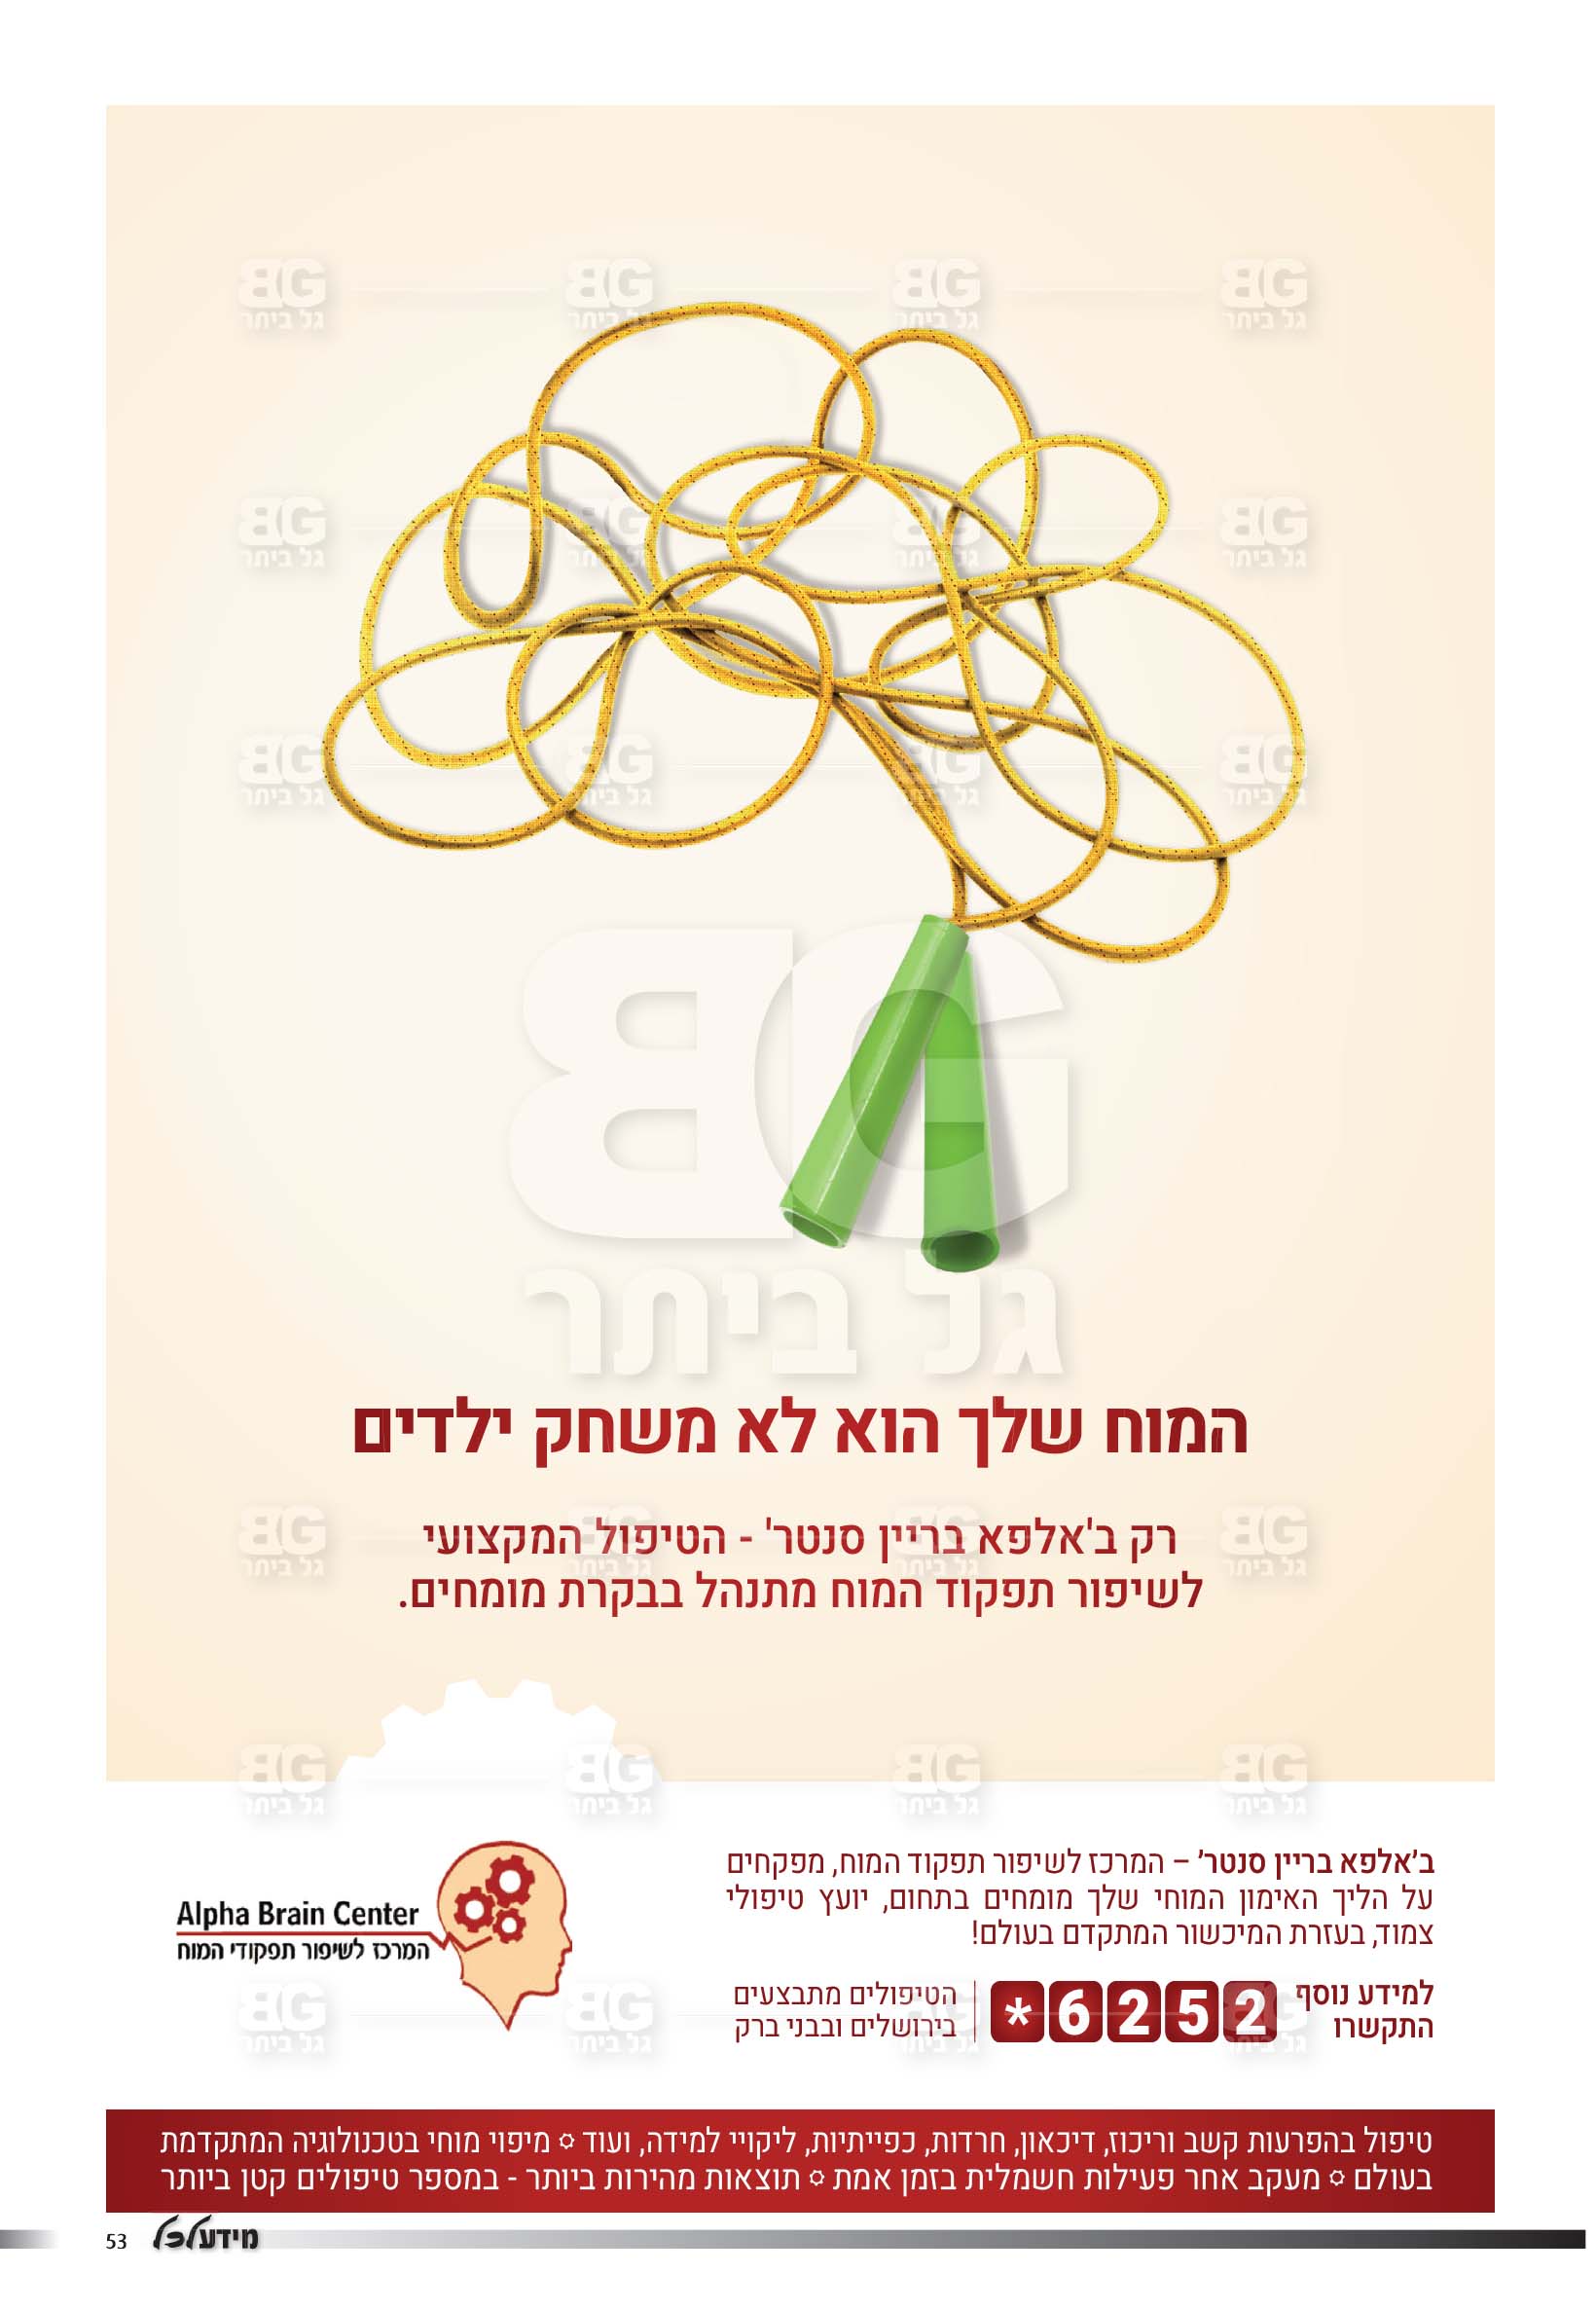 המוח שלך הוא לא משחק ילדים
רק ב'אלפא בריין סנטר' - הטיפול המקצועי
לשיפור תפקוד המוח מתנהל בבקרת מומחים.
ב'אלפא בריין סנטר' – המרכז לשיפור תפקוד המוח, מפקחים
על הליך האימון המוחי שלך מומחים בתחום, יועץ טיפולי
צמוד, בעזרת המיכשור המתקדם בעולם!
למידע נוסף
התקשרו
*6252
הטיפולים מתבצעים
בירושלים ובבני ברק
Alpha Brain Center
המרכז לשיפור תפקודי המוח
טיפול בהפרעות קשב וריכוז, דיכאון, חרדות, כפייתיות, ליקויי למידה, ועוד ☼ מיפוי מוחי בטכנולוגיה המתקדמת
בעולם ☼ מעקב אחר פעילות חשמלית בזמן אמת ☼ תוצאות מהירות ביותר - במספר טיפולים קטן ביותר
53 מידע לכל
BG
גל ביתר